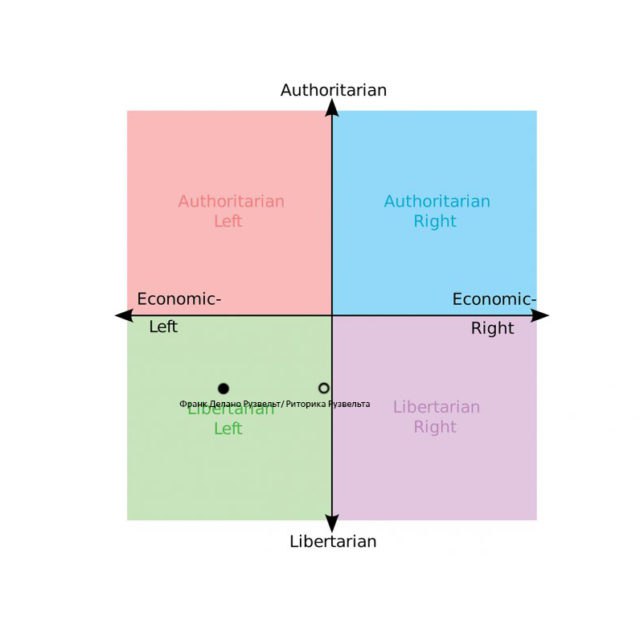 Authoritarian
Authoritarian
Left
Authoritarian
Right
Economic-
Left
Economic-
Right
Франк Делано Рузвельт/ Риторика Рузвельта
Libertarian
Left
Libertarian
Right
Libertarian